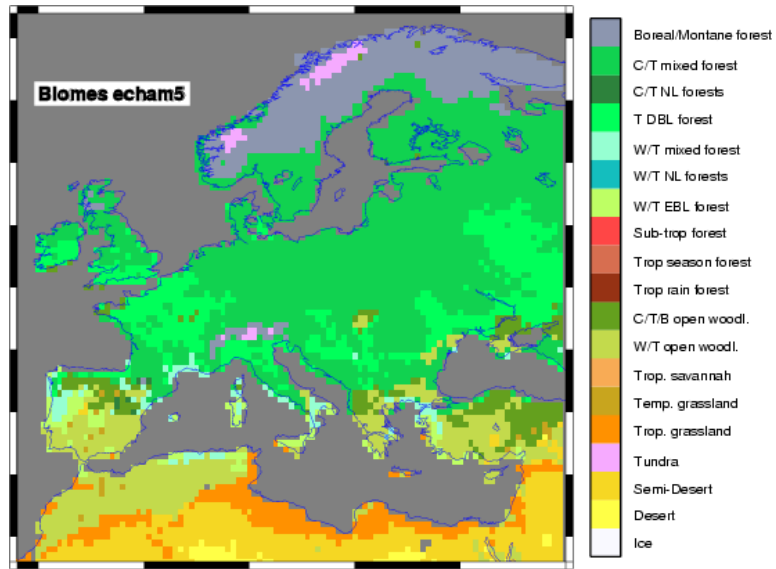 Biomes echam5
Boreal/Montane forest
C/T mixed forest
C/T NL forests
T DBL forest
W/T mixed forest
W/T NL forests
W/T EBL forest
Sub-trop forest
Trop season forest
Trop rain forest
C/T/B open woodl.
W/T open woodl.
Trop. savannah
Temp. grassland
Trop. grassland
Tundra
Semi-Desert
Desert
Ice